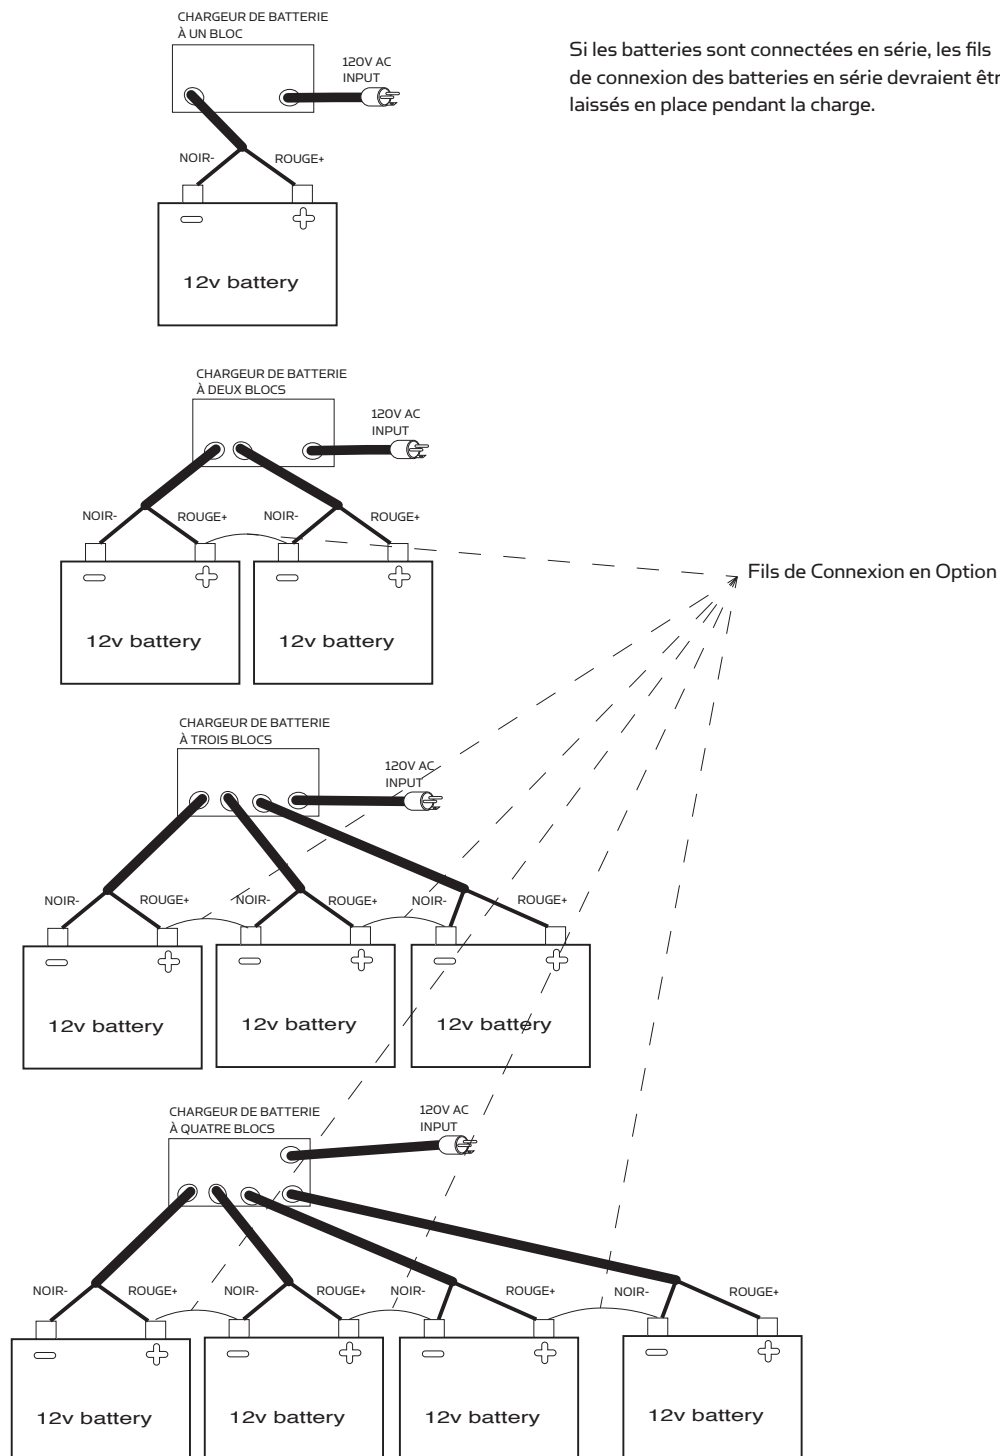 CHARGEUR DE BATTERIE
À UN BLOC
120V AC
INPUT
Si les batteries sont connectées en série, les fils
de connexion des batteries en série devraient êtr
laissés en place pendant la charge.
NOIR-
ROUGE+
12v battery
CHARGEUR DE BATTERIE
À DEUX BLOCS
120V AC
INPUT
NOIR-
ROUGE+
NOIR-
ROUGE+
Fils de Connexion en Option
12v battery
12v battery
CHARGEUR DE BATTERIE
À TROIS BLOCS
120V AC
INPUT
NOIR-
ROUGE+
NOIR-
ROUGE+
NOIR-
ROUGE+
12v battery
12v battery
12v battery
CHARGEUR DE BATTERIE
À QUATRE BLOCS
120V AC
INPUT
NOIR-
ROUGE+
NOIR-
ROUGE+
NOIR-
ROUGE+
NOIR-
ROUGE+
12v battery
12v battery
12v battery
12v battery